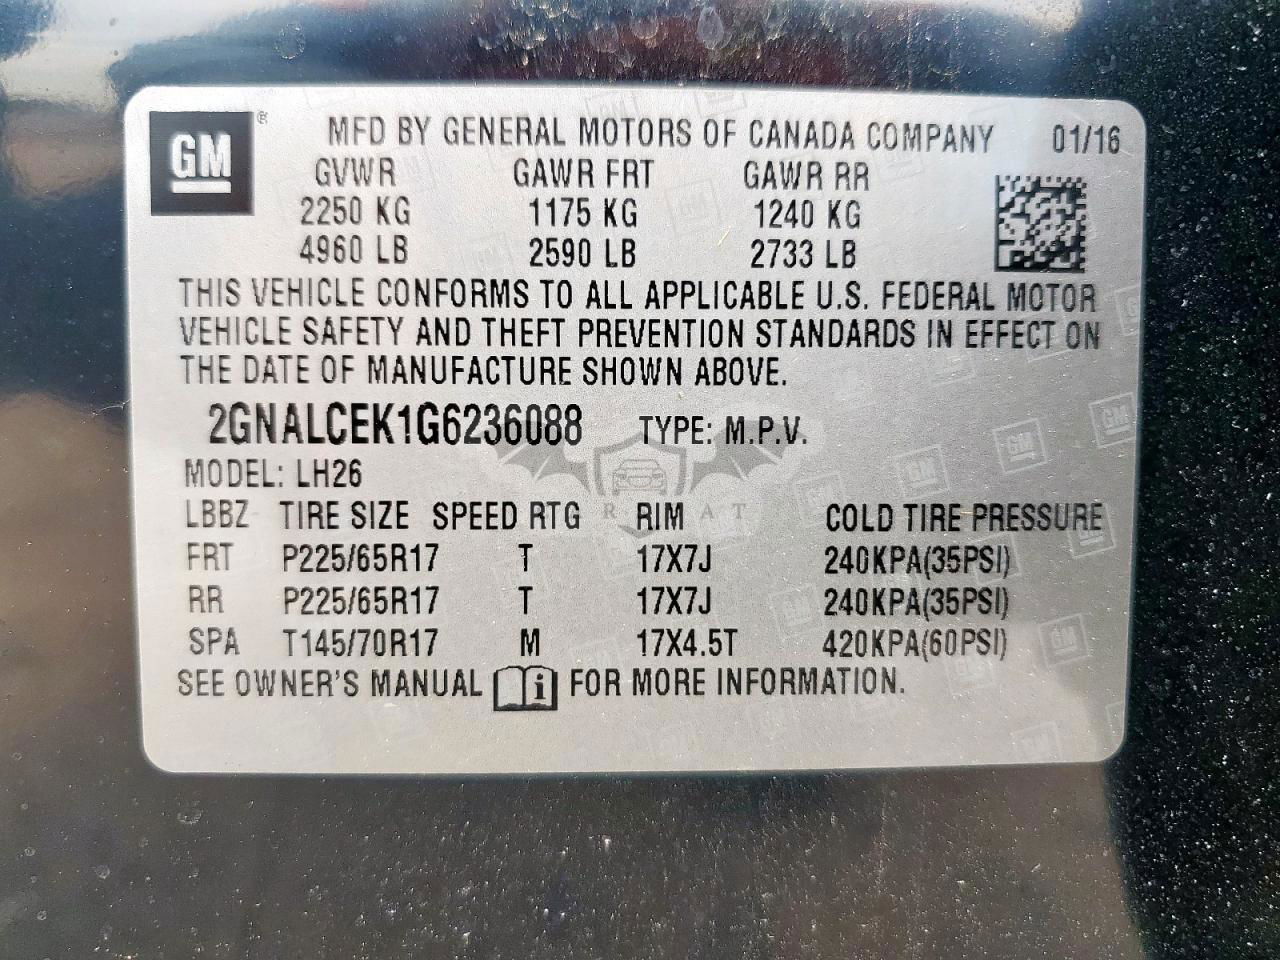 GM ® MFD BY GENERAL MOTORS OF CANADA COMPANY 01/16
GVWR GAWR FRT GAWR RR
2250 KG 1175 KG 1240 KG
4960 LB 2590 LB 2733 LB
THIS VEHICLE CONFORMS TO ALL APPLICABLE U.S. FEDERAL MOTOR
VEHICLE SAFETY AND THEFT PREVENTION STANDARDS IN EFFECT ON
THE DATE OF MANUFACTURE SHOWN ABOVE.
2GNALCEK1G6236088 TYPE: M.P.V.
MODEL: LH26
LBBZ TIRE SIZE SPEED RTG RIM COLD TIRE PRESSURE
FRT P225/65R17 T 17X7J 240KPA(35PSI)
RR P225/65R17 T 17X7J 240KPA(35PSI)
SPA T145/70R17 M 17X4.5T 420KPA(60PSI)
SEE OWNER'S MANUAL i FOR MORE INFORMATION.